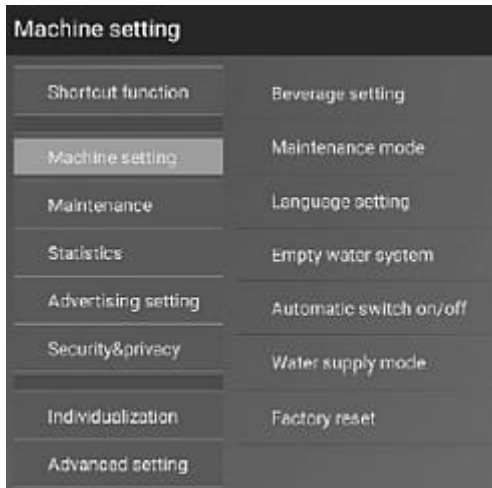 Machine setting
Shortcut function
Machine setting
Maintenance
Statistics
Advertising setting
Security&privacy
Individualization
Advanced setting
Beverage setting
Maintenance mode
Language setting
Empty water system
Automatic switch on/off
Water supply mode
Factory reset